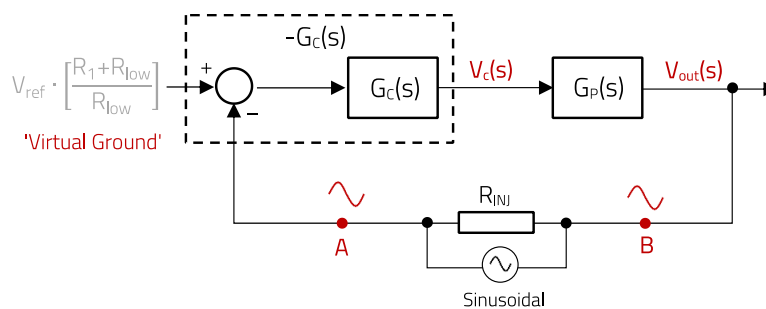 -G_C(s)
V_ref · [R_1+R_low / R_low]
+
-
G_C(s)
V_c(s)
G_P(s)
V_out(s)
'Virtual Ground'
A
R_INJ
B
Sinusoidal